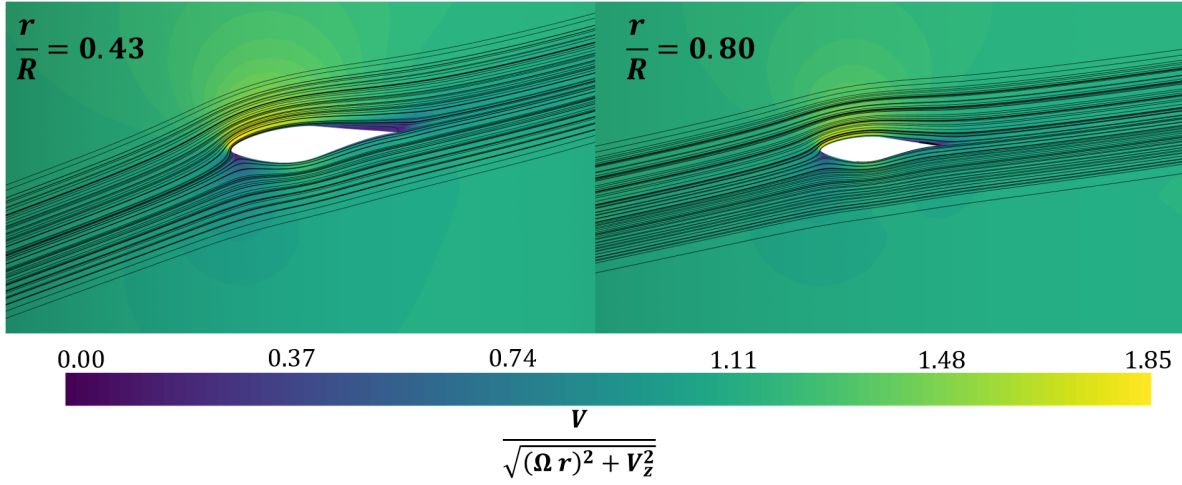 r/R = 0.43
r/R = 0.80
0.00 0.37 0.74 1.11 1.48 1.85
V
√((Ω r)² + V_z²)